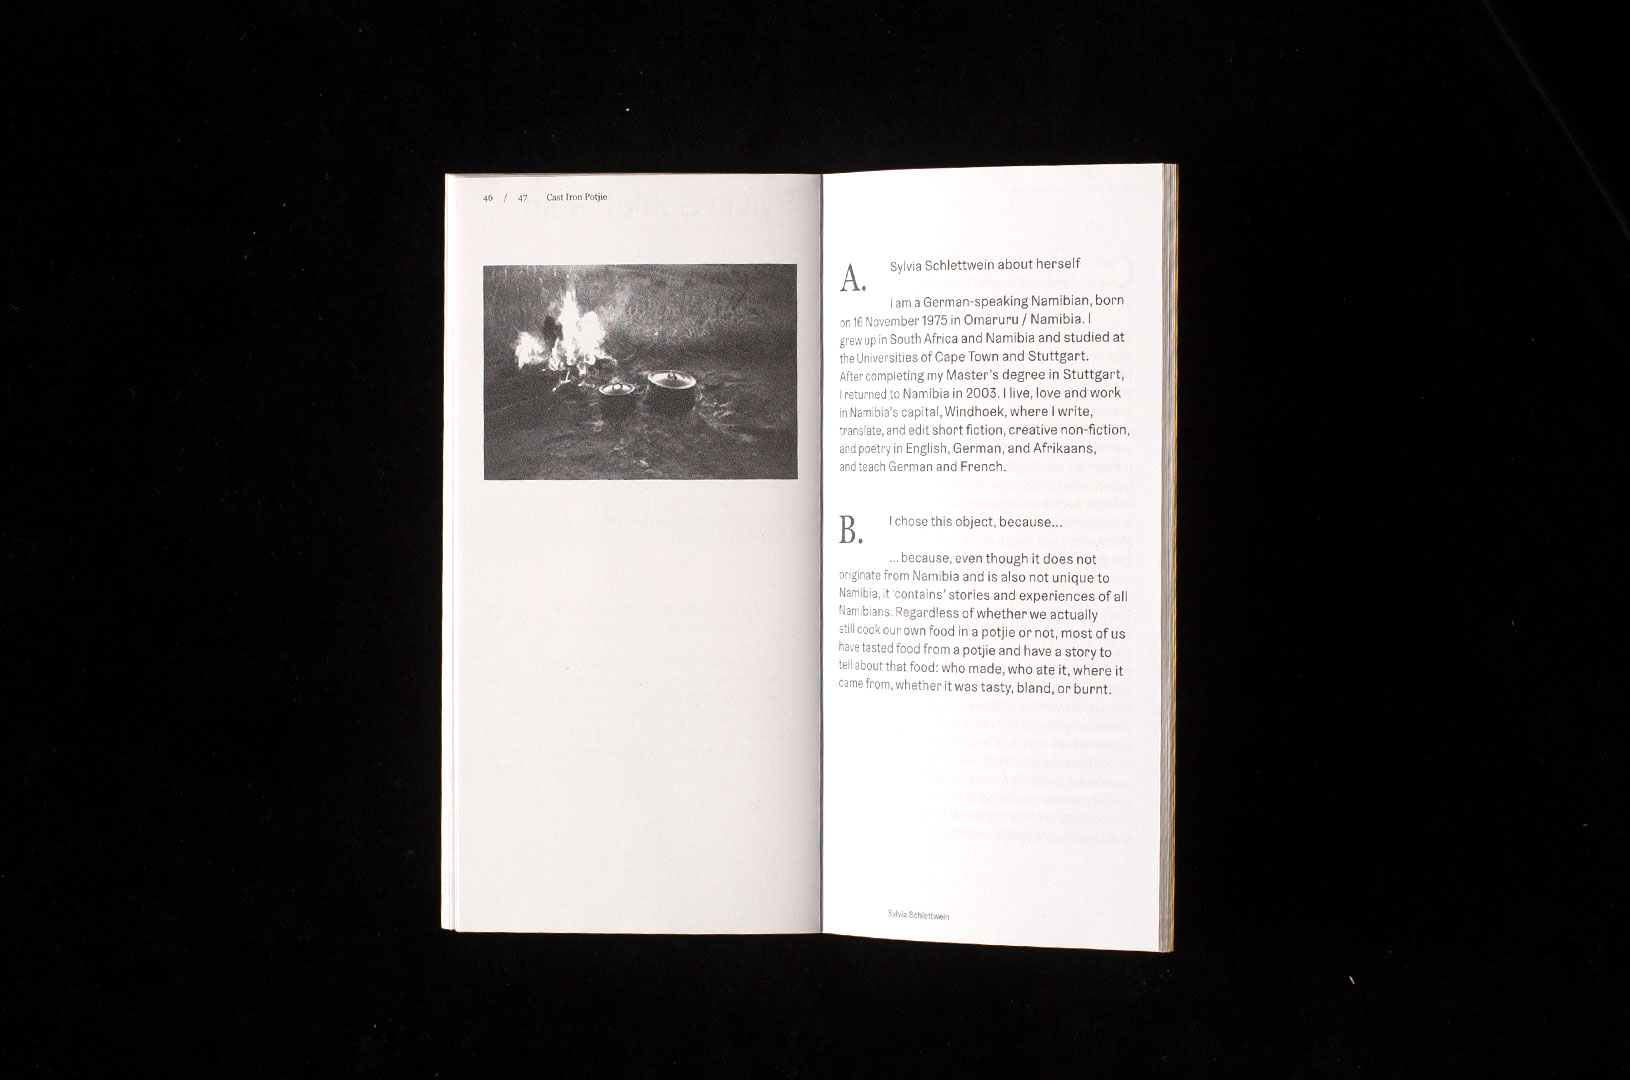 46 / 47 Cast Iron Potjie
A.
Sylvia Schlettwein about herself
I am a German-speaking Namibian, born
on 16 November 1975 in Omaruru / Namibia. I
grew up in South Africa and Namibia and studied at
the Universities of Cape Town and Stuttgart.
After completing my Master's degree in Stuttgart,
I returned to Namibia in 2003. I live, love and work
in Namibia's capital, Windhoek, where I write,
translate, and edit short fiction, creative non-fiction,
and poetry in English, German, and Afrikaans,
and teach German and French.
B.
I chose this object, because...
... because, even though it does not
originate from Namibia and is also not unique to
Namibia, it 'contains' stories and experiences of all
Namibians. Regardless of whether we actually
still cook our own food in a potjie or not, most of us
have tasted food from a potjie and have a story to
tell about that food: who made, who ate it, where it
came from, whether it was tasty, bland, or burnt.
Sylvia Schlettwein